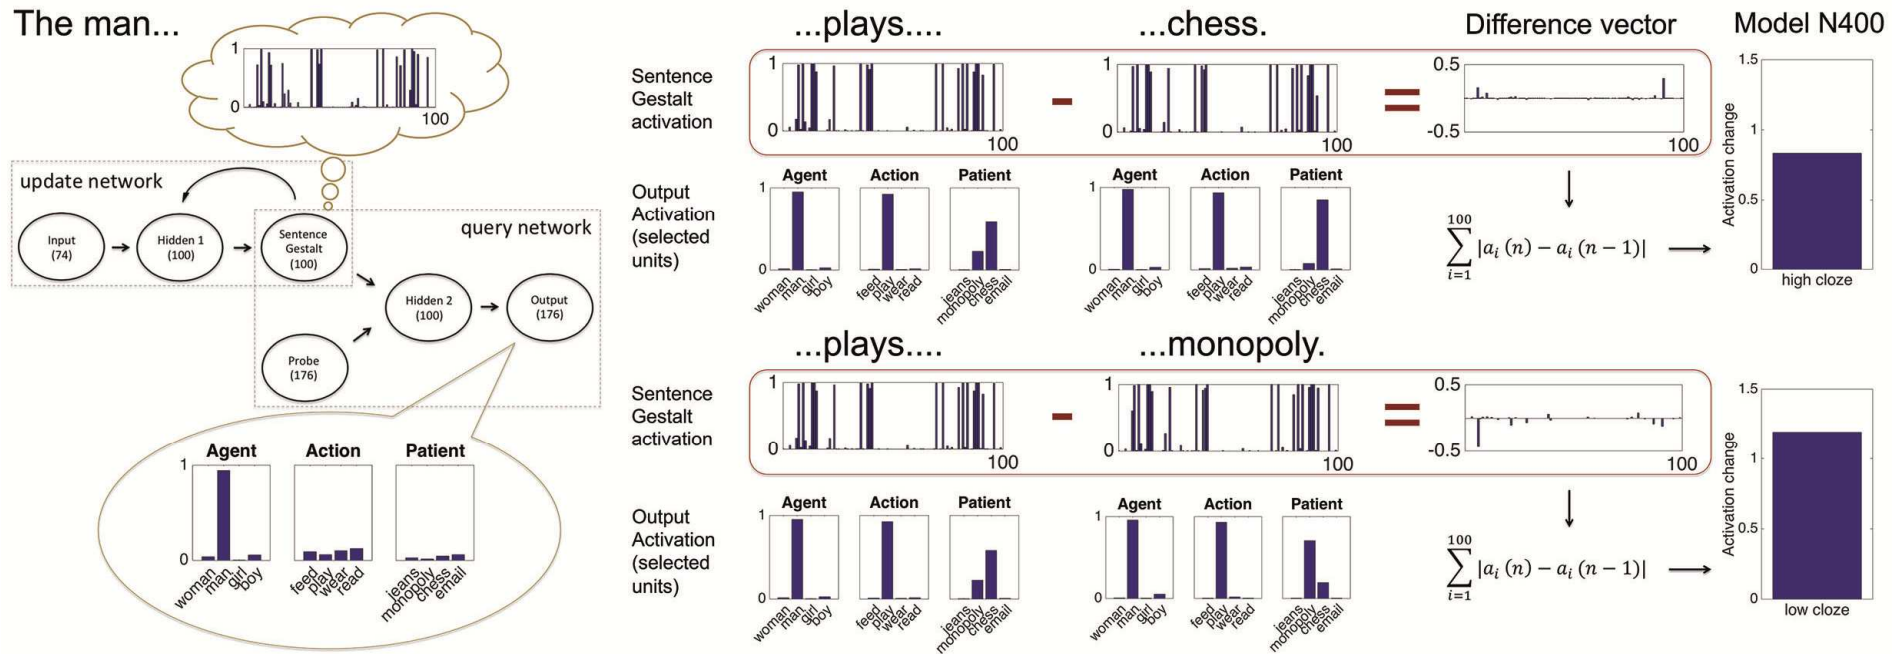 The man...
1
0
100
update network
Input
(74)
Hidden 1
(100)
Sentence
Gestalt
(100)
query network
Hidden 2
(100)
Output
(176)
Probe
(176)
Agent
Action
Patient
1
0
woman
man
girl
boy
feed
play
wear
read
jeans
monopoly
chess
email
...plays....
...chess.
Difference vector
Model N400
Sentence
Gestalt
activation
1
0
100
1
0
100
0.5
-0.5
100
Output
Activation
(selected
units)
Agent
Action
Patient
1
0
woman
man
girl
boy
feed
play
wear
read
jeans
monopoly
chess
email
Agent
Action
Patient
1
0
woman
man
girl
boy
feed
play
wear
read
jeans
monopoly
chess
email
100
∑ |aᵢ (n) − aᵢ (n − 1)|
i=1
Activation change
1.5
1
0.5
0
high cloze
...plays....
...monopoly.
Sentence
Gestalt
activation
1
0
100
1
0
100
0.5
-0.5
100
Output
Activation
(selected
units)
Agent
Action
Patient
1
0
woman
man
girl
boy
feed
play
wear
read
jeans
monopoly
chess
email
Agent
Action
Patient
1
0
woman
man
girl
boy
feed
play
wear
read
jeans
monopoly
chess
email
100
∑ |aᵢ (n) − aᵢ (n − 1)|
i=1
Activation change
1.5
1
0.5
0
low cloze